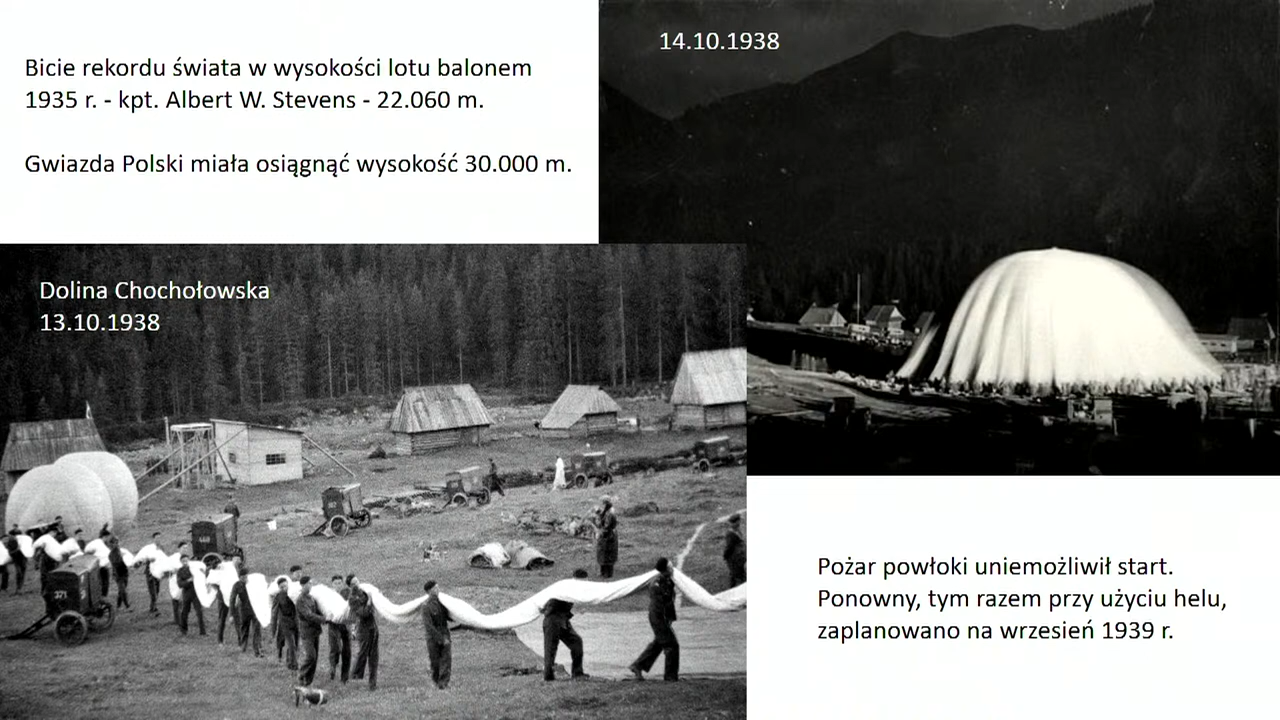 Bicie rekordu świata w wysokości lotu balonem
1935 r. - kpt. Albert W. Stevens - 22.060 m.
Gwiazda Polski miała osiągnąć wysokość 30.000 m.
14.10.1938
Dolina Chochołowska
13.10.1938
371
Pożar powłoki uniemożliwił start.
Ponowny, tym razem przy użyciu helu,
zaplanowano na wrzesień 1939 r.